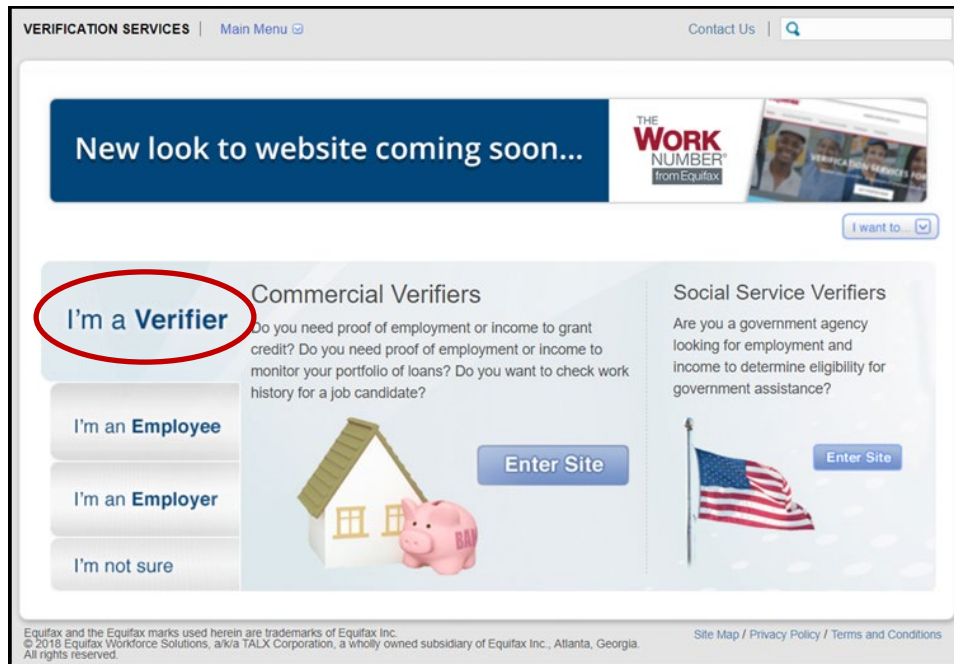 VERIFICATION SERVICES | Main Menu
Contact Us |
New look to website coming soon...
THE
WORK
NUMBER®
from Equifax
VERIFICATION SERVICES FOR
I want to...
I'm a Verifier
I'm an Employee
I'm an Employer
I'm not sure
Commercial Verifiers
Do you need proof of employment or income to grant
credit? Do you need proof of employment or income to
monitor your portfolio of loans? Do you want to check work
history for a job candidate?
Enter Site
BANK
Social Service Verifiers
Are you a government agency
looking for employment and
income to determine eligibility for
government assistance?
Enter Site
Equifax and the Equifax marks used herein are trademarks of Equifax Inc.
© 2018 Equifax Workforce Solutions, a/k/a TALX Corporation, a wholly owned subsidiary of Equifax Inc., Atlanta, Georgia.
All rights reserved.
Site Map / Privacy Policy / Terms and Conditions